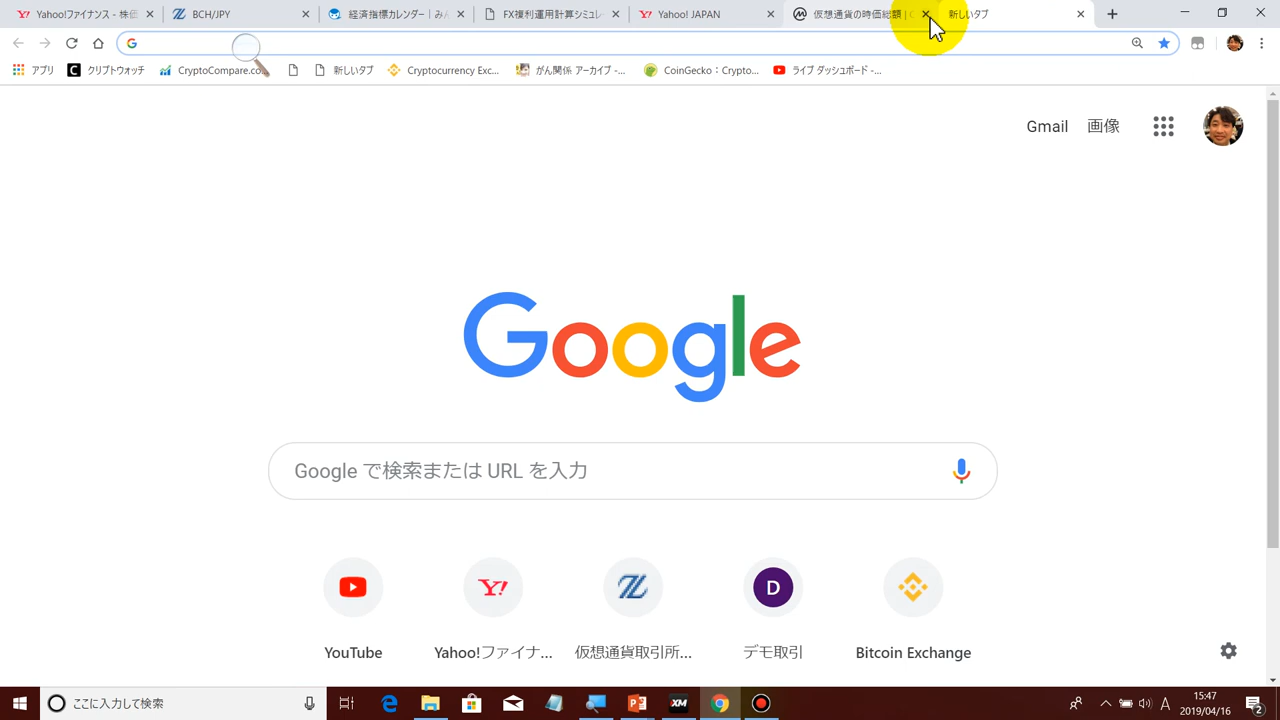 Yahoo!ファイナンス - 株価
BCH/JPX
経済指標カレンダー | みん
FX複利運用計算シミュレ
Yahoo! JAPAN
仮想通貨の時価総額 | C
新しいタブ
アプリ
クリプトウォッチ
CryptoCompare.co...
新しいタブ
Cryptocurrency Exc...
がん関係 アーカイブ -...
CoinGecko：Crypto...
ライブ ダッシュボード -...
Gmail
画像
Google
Google で検索または URL を入力
YouTube
Yahoo!ファイナ...
仮想通貨取引所...
D
デモ取引
Bitcoin Exchange
ここに入力して検索
XM
A
15:47
2019/04/16
2